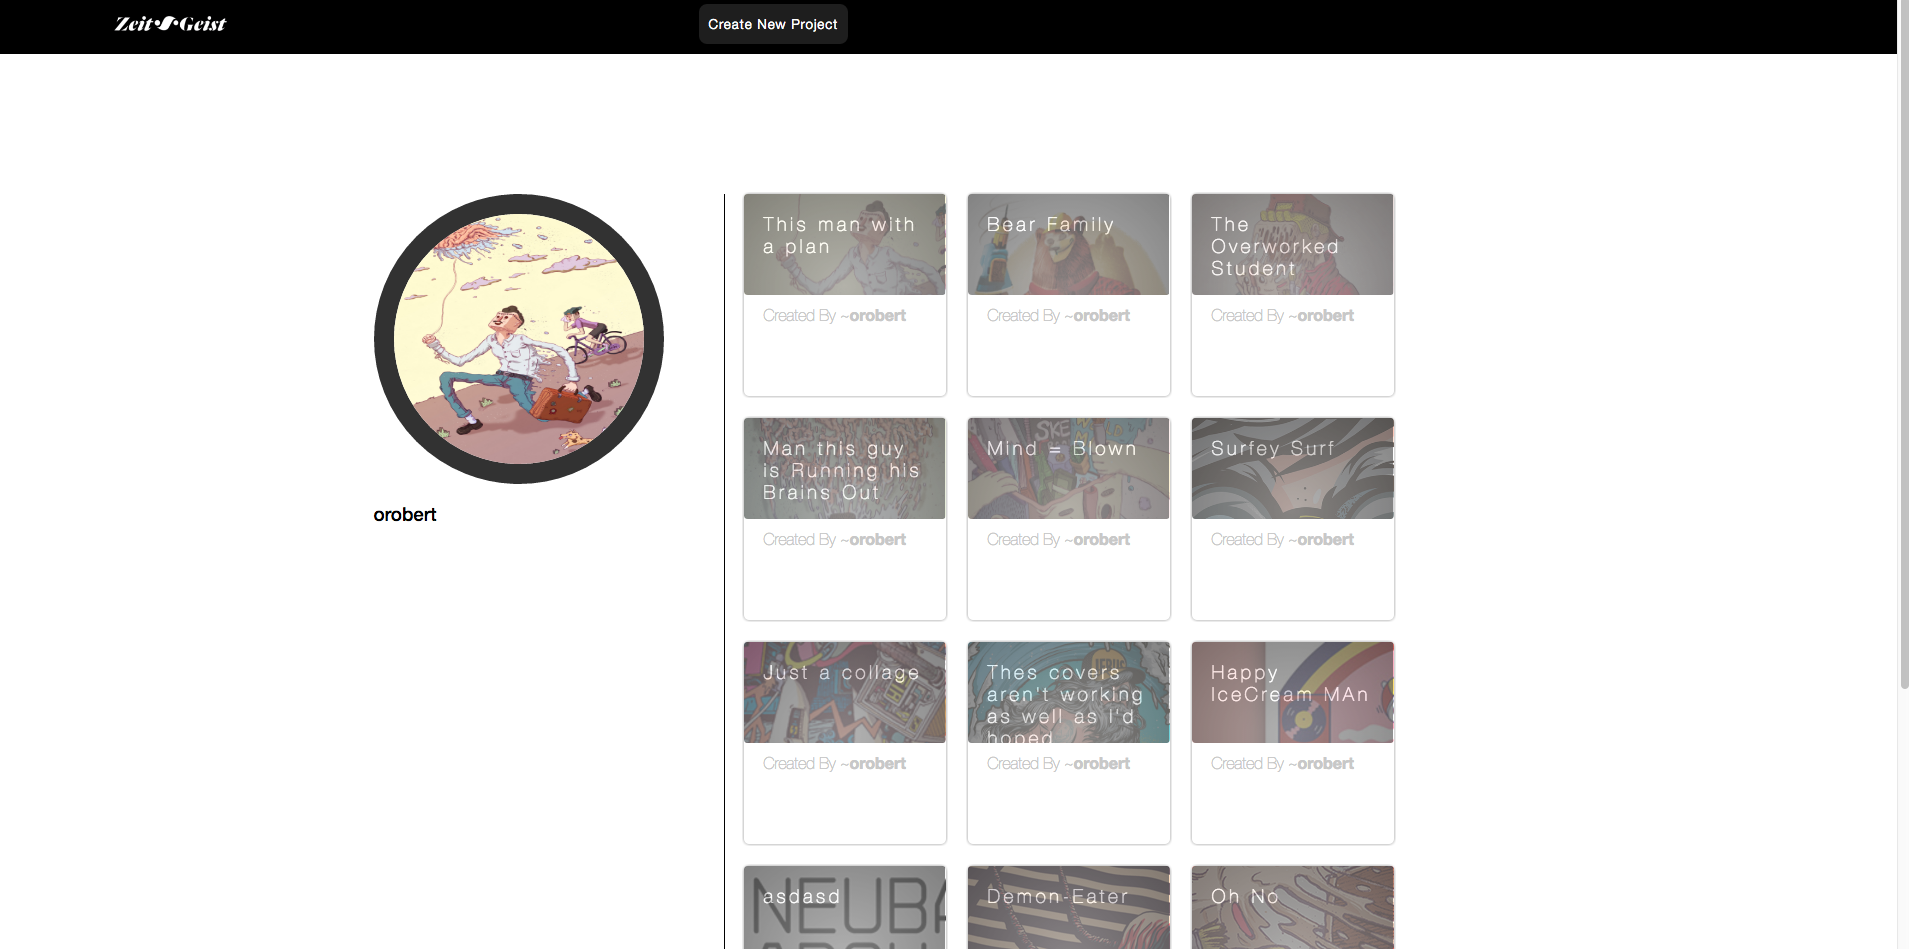 Zeit Geist
Create New Project
orobert
This man with
a plan
Created By ~orobert
Bear Family
Created By ~orobert
The
Overworked
Student
Created By ~orobert
Man this guy
is Running his
Brains Out
Created By ~orobert
SKE
Mind = Blown
Created By ~orobert
Surfey Surf
Created By ~orobert
Just a collage
Created By ~orobert
Thes covers
aren't working
as well as I'd
hoped
Created By ~orobert
Happy
IceCream MAn
Created By ~orobert
NEUBA
asdasd
Demon-Eater
Oh No